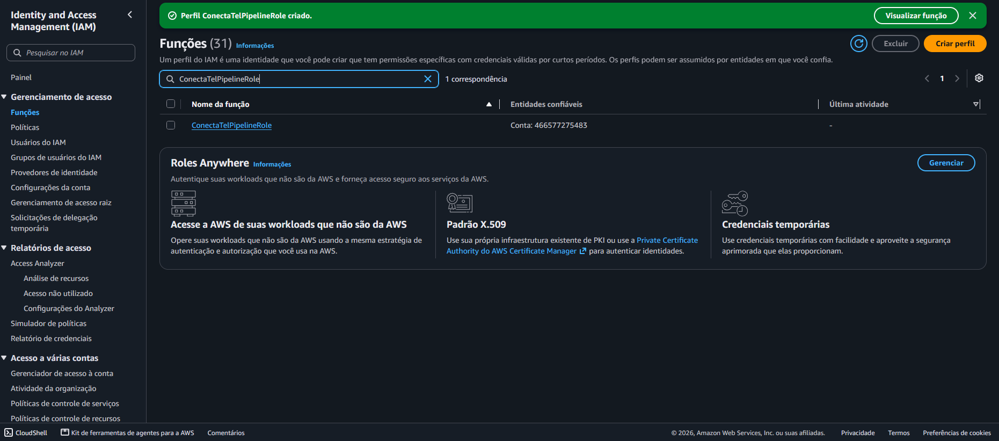 Identity and Access
Management (IAM)
Pesquisar no IAM
Painel
Gerenciamento de acesso
Funções
Políticas
Usuários do IAM
Grupos de usuários do IAM
Provedores de identidade
Configurações da conta
Gerenciamento de acesso raiz
Solicitações de delegação
temporária
Relatórios de acesso
Access Analyzer
Análise de recursos
Acesso não utilizado
Configurações do Analyzer
Simulador de políticas
Relatório de credenciais
Acesso a várias contas
Gerenciador de acesso à conta
Atividade da organização
Políticas de controle de serviços
Políticas de controle de recursos
Perfil ConectaTelPipelineRole criado.
Visualizar função
Funções (31) Informações
Excluir
Criar perfil
Um perfil do IAM é uma identidade que você pode criar que tem permissões específicas com credenciais válidas por curtos períodos. Os perfis podem ser assumidos por entidades em que você confia.
ConectaTelPipelineRole
1 correspondência
1
Nome da função
Entidades confiáveis
Última atividade
ConectaTelPipelineRole
Conta: 466577275483
-
Roles Anywhere Informações
Gerenciar
Autentique suas workloads que não são da AWS e forneça acesso seguro aos serviços da AWS.
Acesse a AWS de suas workloads que não são da AWS
Opere suas workloads que não são da AWS usando a mesma estratégia de
autenticação e autorização que você usa na AWS.
Padrão X.509
Use sua própria infraestrutura existente de PKI ou use a Private Certificate
Authority do AWS Certificate Manager para autenticar identidades.
Credenciais temporárias
Use credenciais temporárias com facilidade e aproveite a segurança
aprimorada que elas proporcionam.
CloudShell
Kit de ferramentas de agentes para a AWS
Comentários
© 2026, Amazon Web Services, Inc. ou suas afiliadas.
Privacidade
Termos
Preferências de cookies